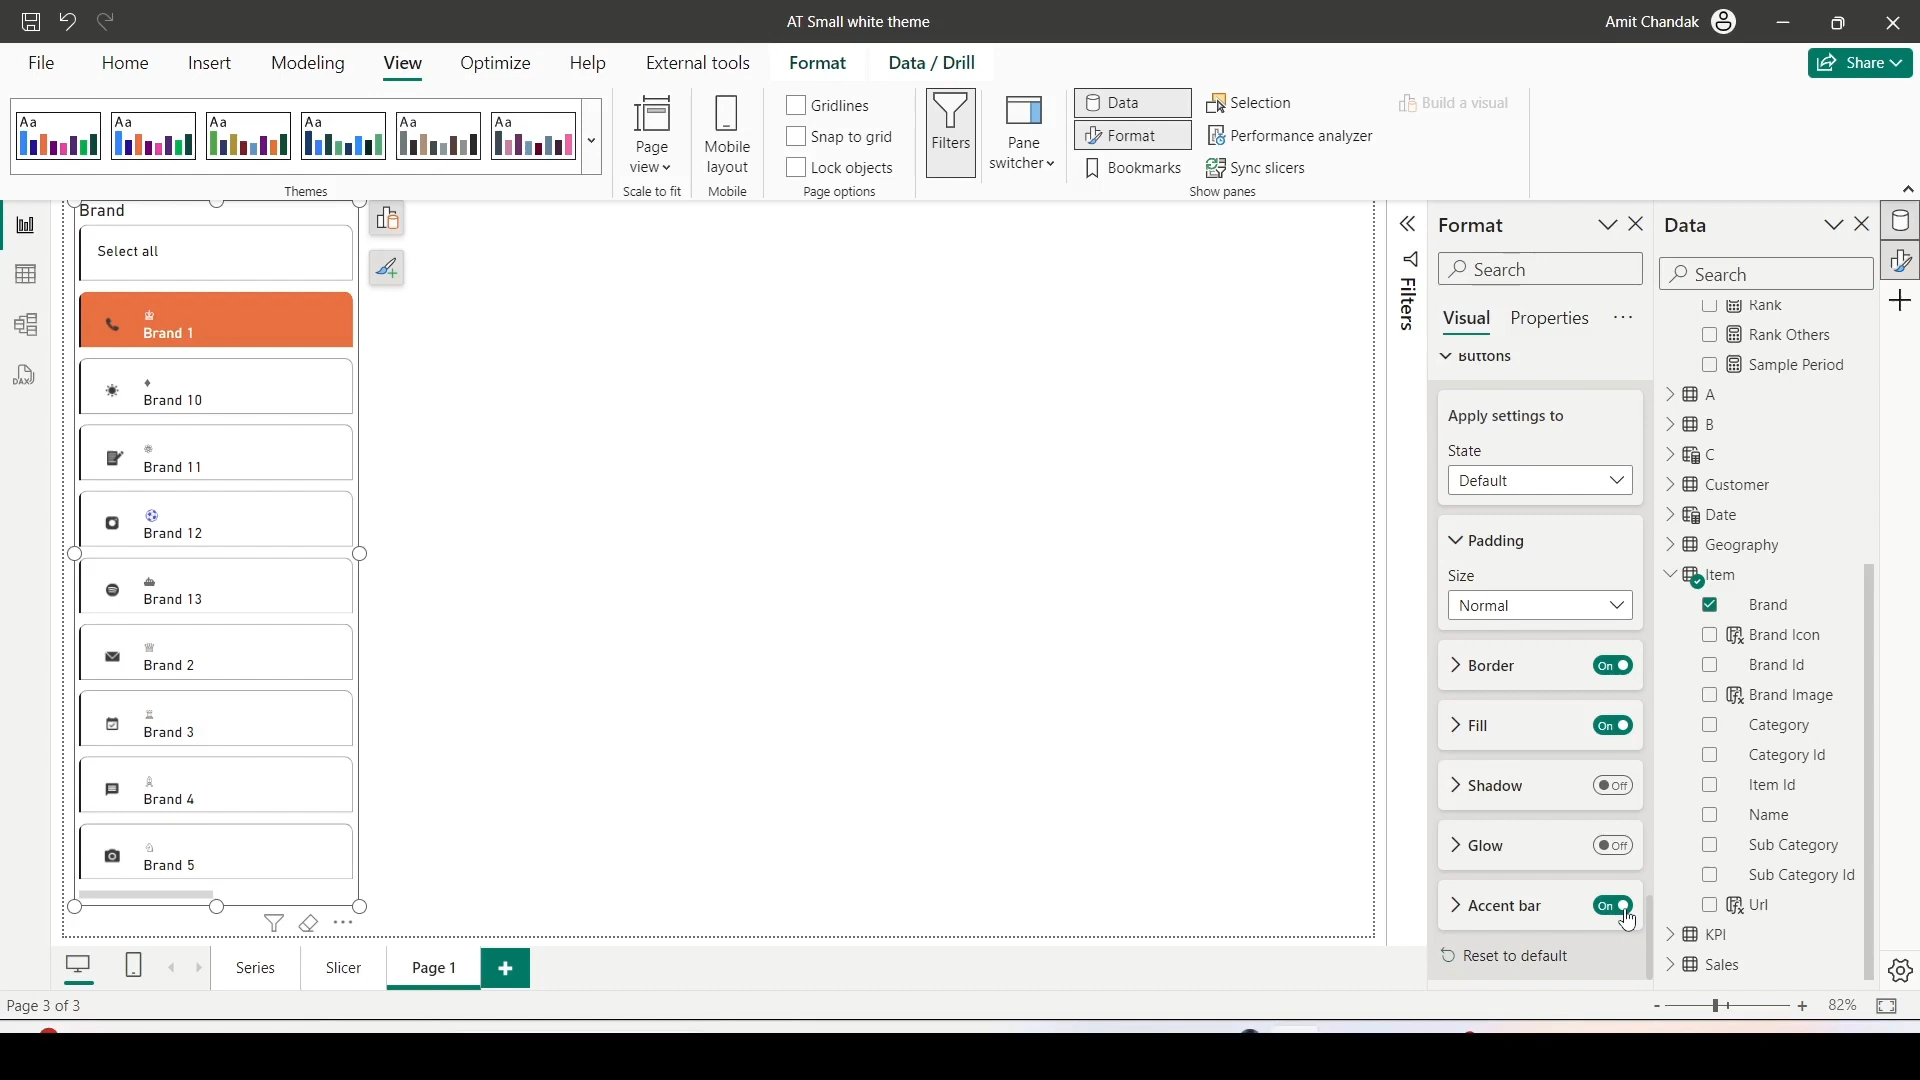 AT Small white theme
Amit Chandak
File Home Insert Modeling View Optimize Help External tools Format Data / Drill
Share
Aa Aa Aa Aa Aa Aa
Themes
Page view
Scale to fit
Mobile layout
Mobile
Gridlines
Snap to grid
Lock objects
Page options
Filters
Pane switcher
Data
Format
Bookmarks
Selection
Performance analyzer
Sync slicers
Show panes
Build a visual
DAX
Brand
Select all
Brand 1
Brand 10
Brand 11
Brand 12
Brand 13
Brand 2
Brand 3
Brand 4
Brand 5
Filters
Format
Search
Visual Properties ...
Buttons
Apply settings to
State
Default
Padding
Size
Normal
Border On
Fill On
Shadow Off
Glow Off
Accent bar On
Reset to default
Data
Search
Rank
Rank Others
Sample Period
A
B
C
Customer
Date
Geography
Item
Brand
Brand Icon
Brand Id
Brand Image
Category
Category Id
Item Id
Name
Sub Category
Sub Category Id
Url
KPI
Sales
Series Slicer Page 1 +
Page 3 of 3
- + 82%